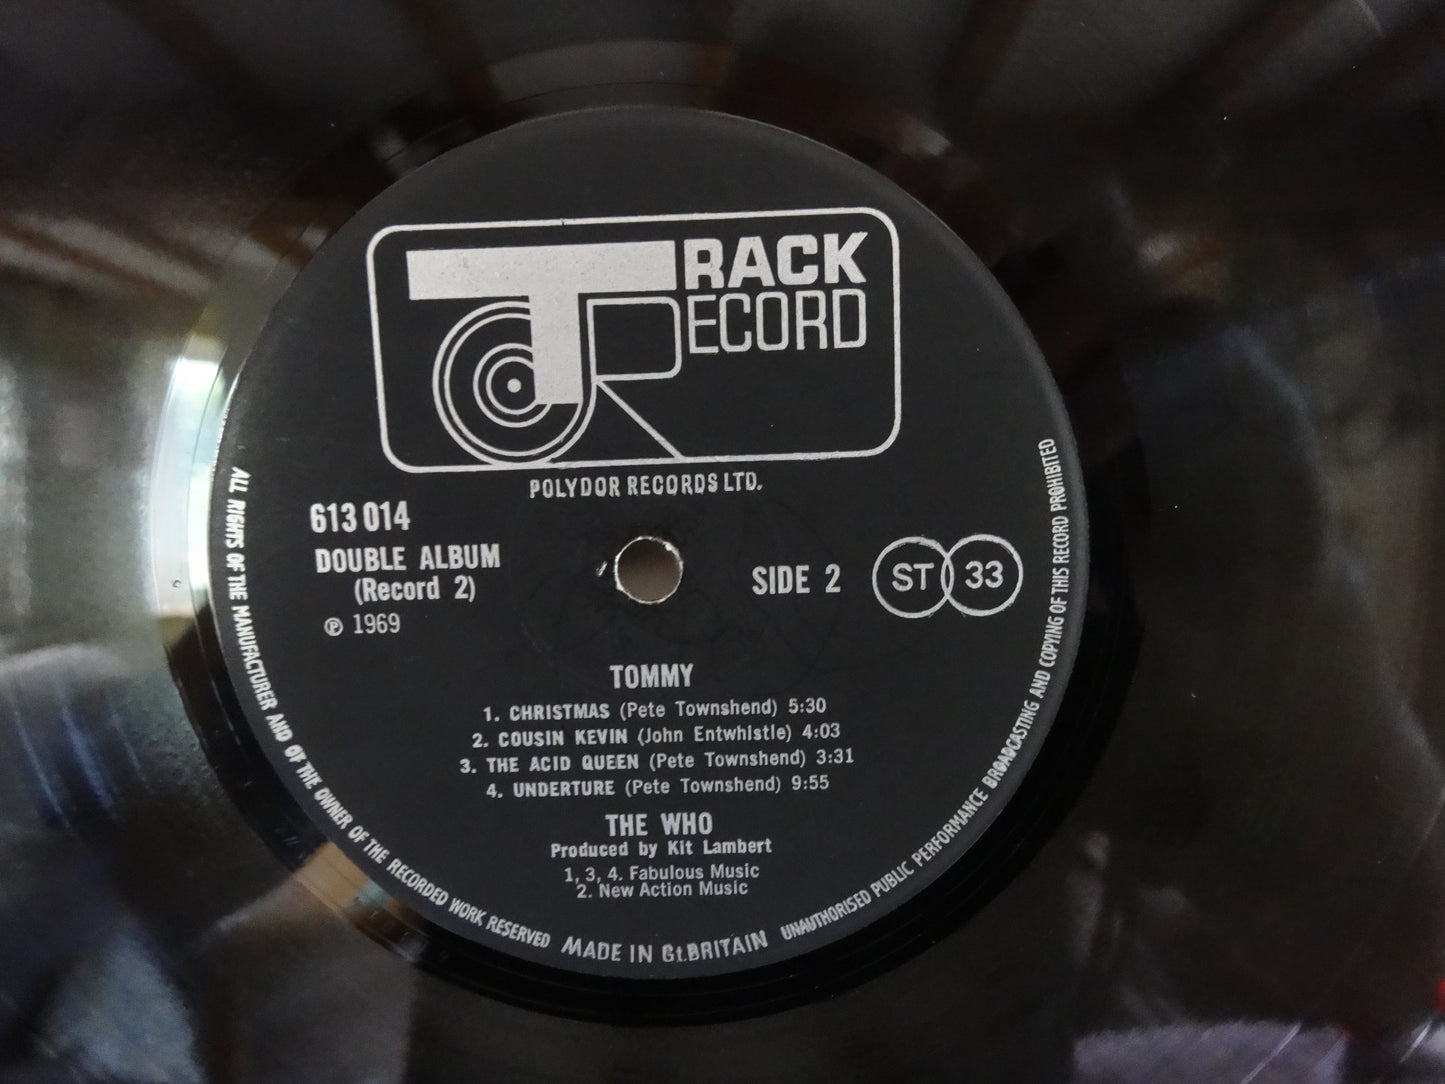 TRACK
RECORD
POLYDOR RECORDS LTD.
613 014
DOUBLE ALBUM
(Record 2)
℗ 1969
SIDE 2
ST 33
TOMMY
1. CHRISTMAS (Pete Townshend) 5:30
2. COUSIN KEVIN (John Entwhistle) 4:03
3. THE ACID QUEEN (Pete Townshend) 3:31
4. UNDERTURE (Pete Townshend) 9:55
THE WHO
Produced by Kit Lambert
1, 3, 4. Fabulous Music
2. New Action Music
ALL RIGHTS OF THE MANUFACTURER AND OF THE OWNER OF THE RECORDED WORK RESERVED
MADE IN Gt.BRITAIN
UNAUTHORISED PUBLIC PERFORMANCE BROADCASTING AND COPYING OF THIS RECORD PROHIBITED